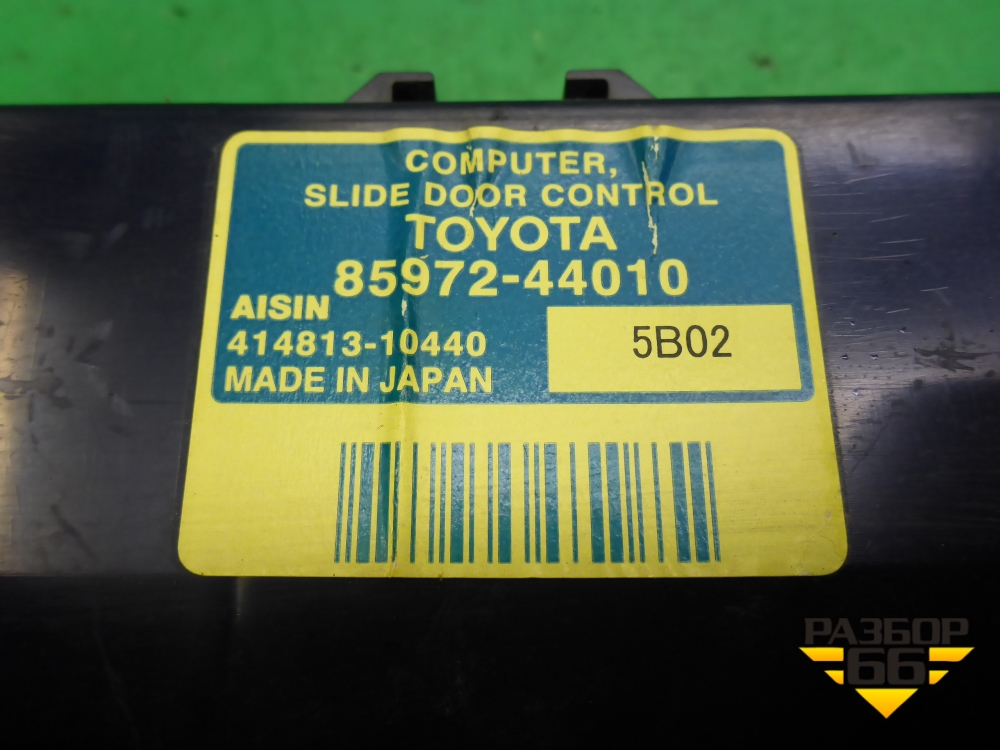 COMPUTER,
SLIDE DOOR CONTROL
TOYOTA
85972-44010
AISIN
414813-10440
5B02
MADE IN JAPAN
РАЗБОР
66